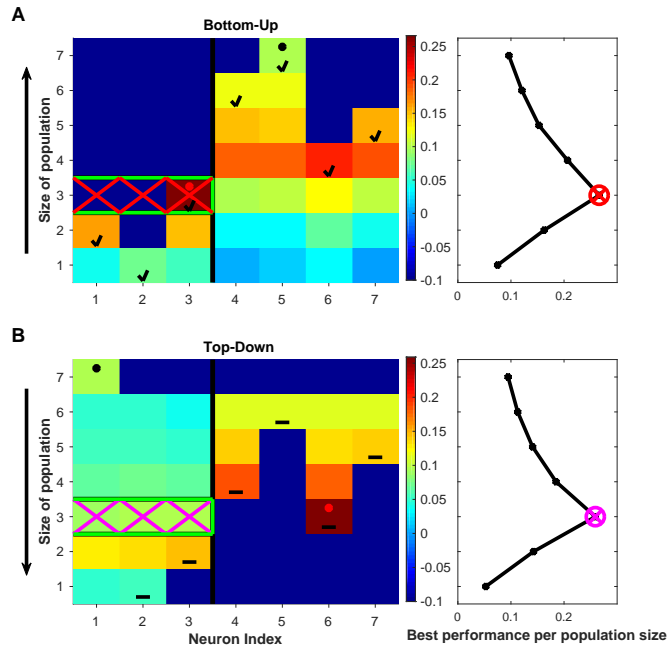 A
Bottom-Up
Size of population
7
6
5
4
3
2
1
1 2 3 4 5 6 7
0.25
0.2
0.15
0.1
0.05
0
-0.05
-0.1
0 0.1 0.2
B
Top-Down
Size of population
7
6
5
4
3
2
1
1 2 3 4 5 6 7
Neuron Index
0.25
0.2
0.15
0.1
0.05
0
-0.05
-0.1
0 0.1 0.2
Best performance per population size